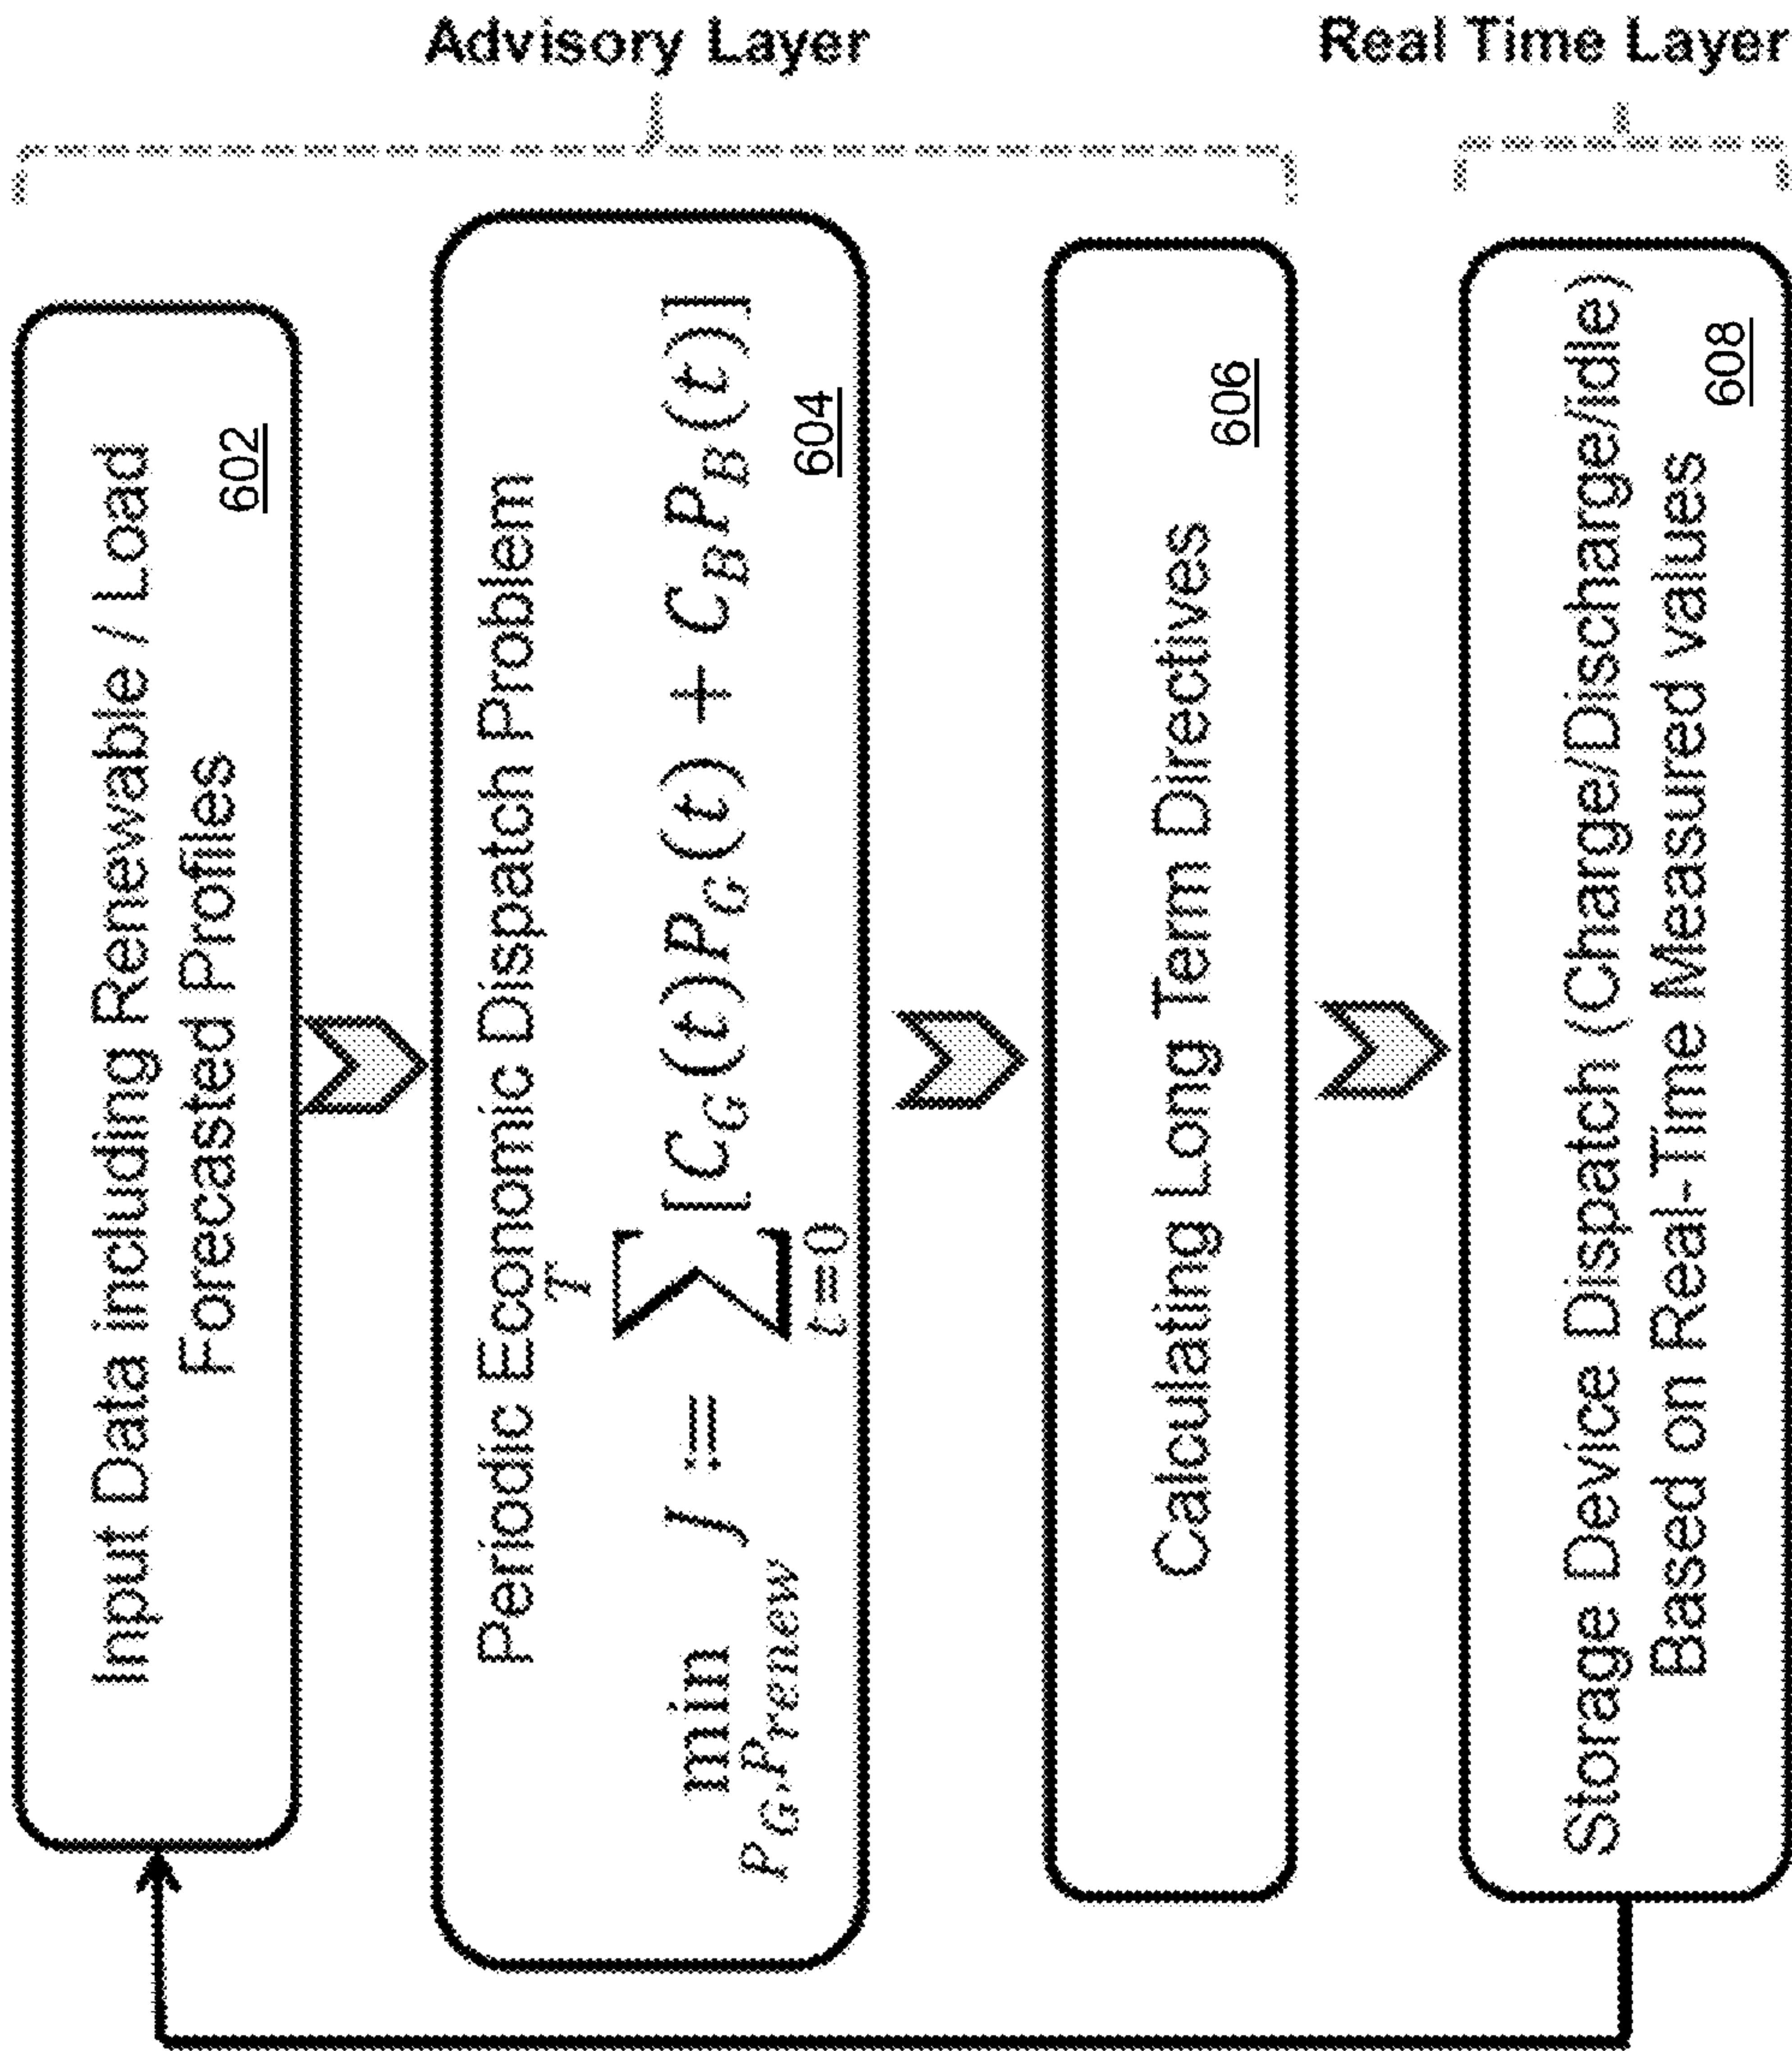 Advisory Layer
Input Data Including Renewable / Load
Forecasted Profiles
602
Periodic Economic Dispatch Problem
min J := ∑ [C_G(t)P_G(t) + C_B P_B(t)]
P_G,P_renew
T
t=0
604
Calculating Long Term Directives
606
Real Time Layer
Storage Device Dispatch (Charge/Discharge/idle)
Based on Real-Time Measured values
608